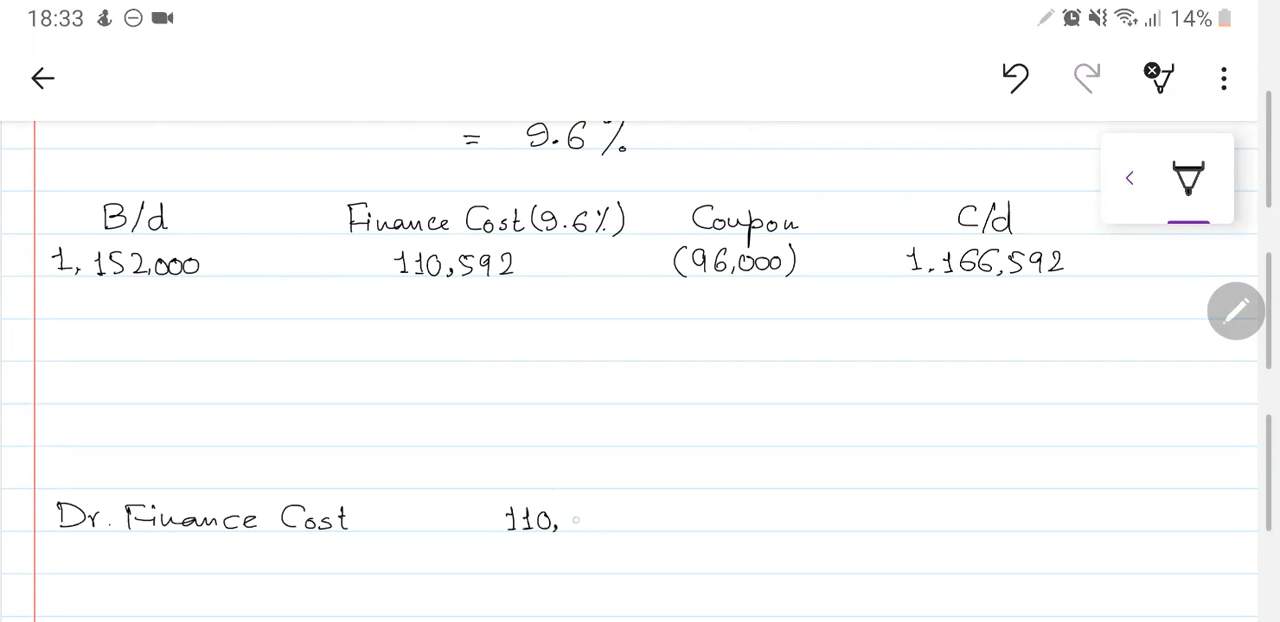 18:33 14%
= 9.6%
B/d Finance Cost (9.6%) Coupon C/d
1,152,000 110,592 (96,000) 1.166,592
Dr. Finance Cost 110,